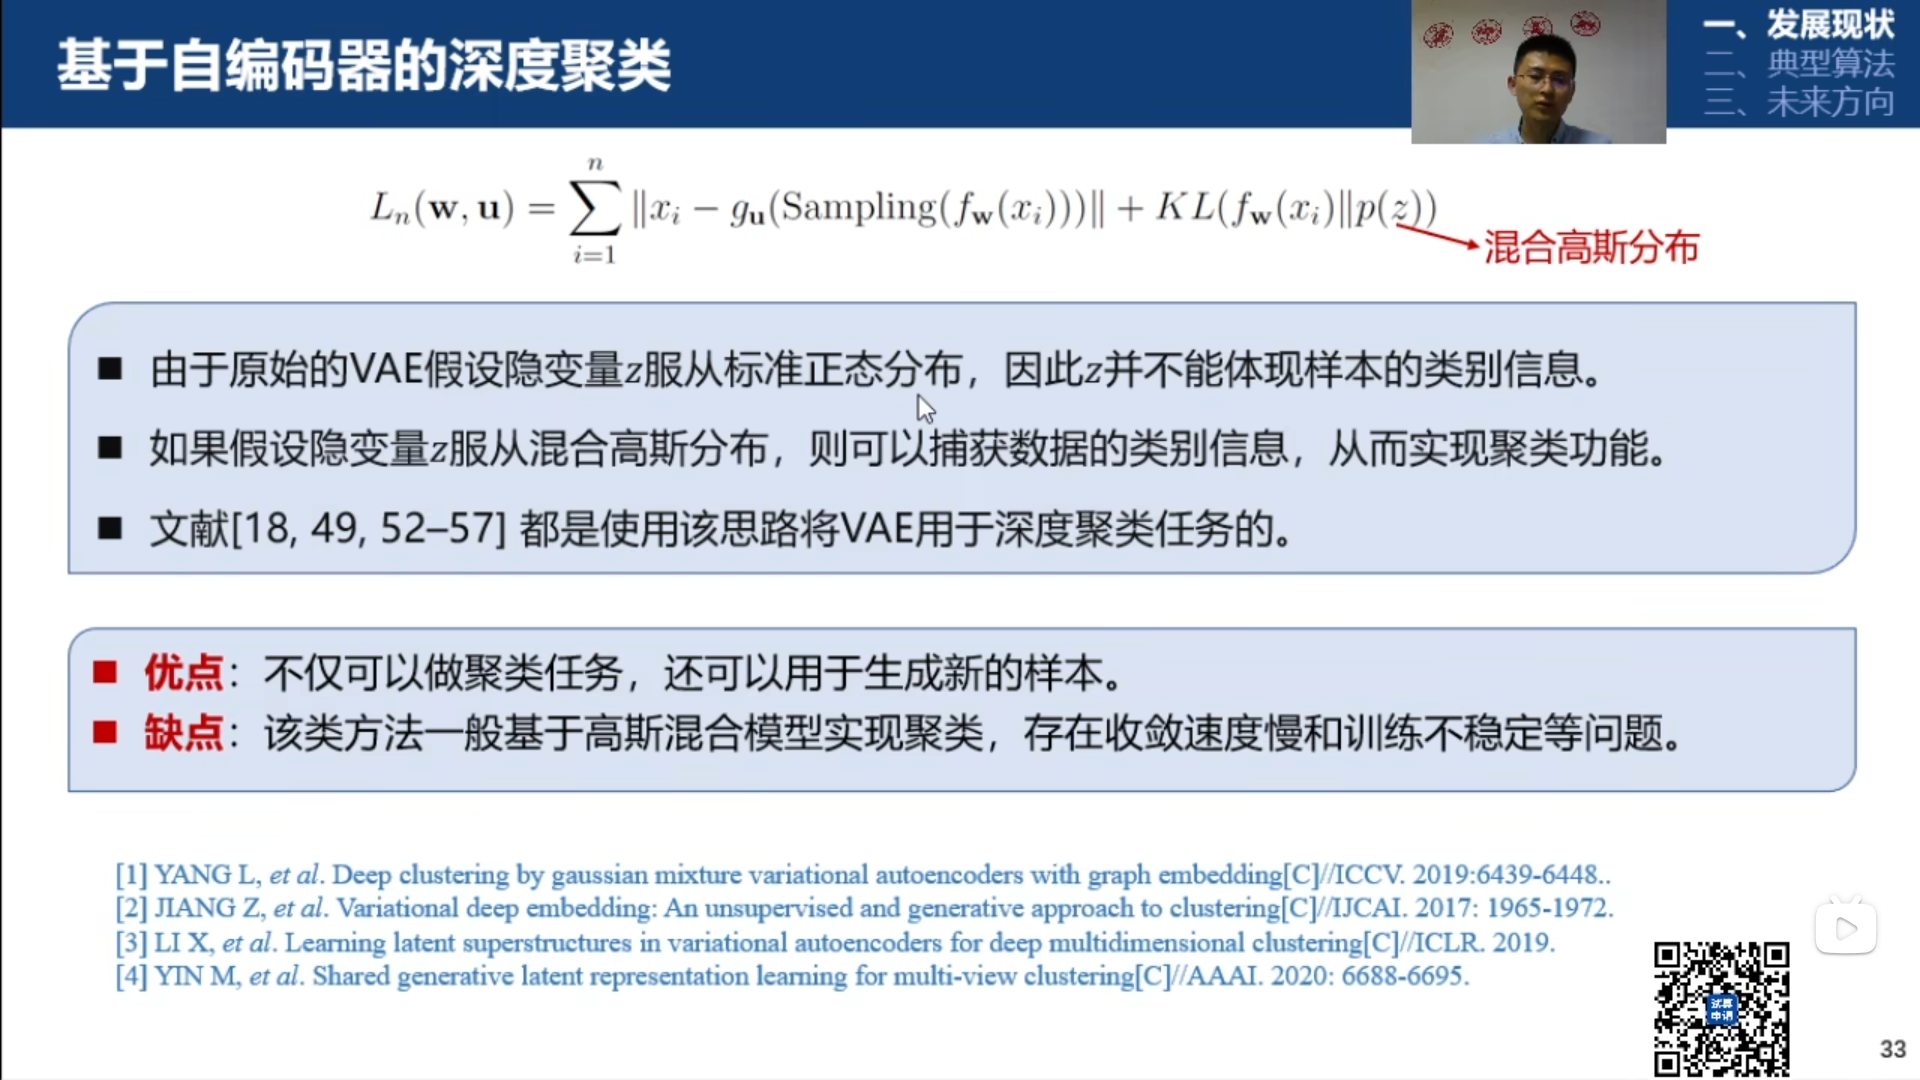 基于自编码器的深度聚类
一、发展现状
二、典型算法
三、未来方向
$L_n(\mathbf{w}, \mathbf{u}) = \sum_{i=1}^{n} \|x_i - g_{\mathbf{u}}(\text{Sampling}(f_{\mathbf{w}}(x_i)))\| + KL(f_{\mathbf{w}}(x_i)\|p(z))$
混合高斯分布
■ 由于原始的VAE假设隐变量z服从标准正态分布，因此z并不能体现样本的类别信息。
■ 如果假设隐变量z服从混合高斯分布，则可以捕获数据的类别信息，从而实现聚类功能。
■ 文献[18, 49, 52–57] 都是使用该思路将VAE用于深度聚类任务的。
■ 优点：不仅可以做聚类任务，还可以用于生成新的样本。
■ 缺点：该类方法一般基于高斯混合模型实现聚类，存在收敛速度慢和训练不稳定等问题。
[1] YANG L, et al. Deep clustering by gaussian mixture variational autoencoders with graph embedding[C]//ICCV. 2019:6439-6448..
[2] JIANG Z, et al. Variational deep embedding: An unsupervised and generative approach to clustering[C]//IJCAI. 2017: 1965-1972.
[3] LI X, et al. Learning latent superstructures in variational autoencoders for deep multidimensional clustering[C]//ICLR. 2019.
[4] YIN M, et al. Shared generative latent representation learning for multi-view clustering[C]//AAAI. 2020: 6688-6695.
试算
申请
33